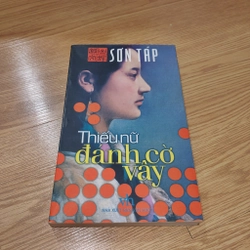 SƠN TÁP
Thiếu nữ
đánh cờ
vây